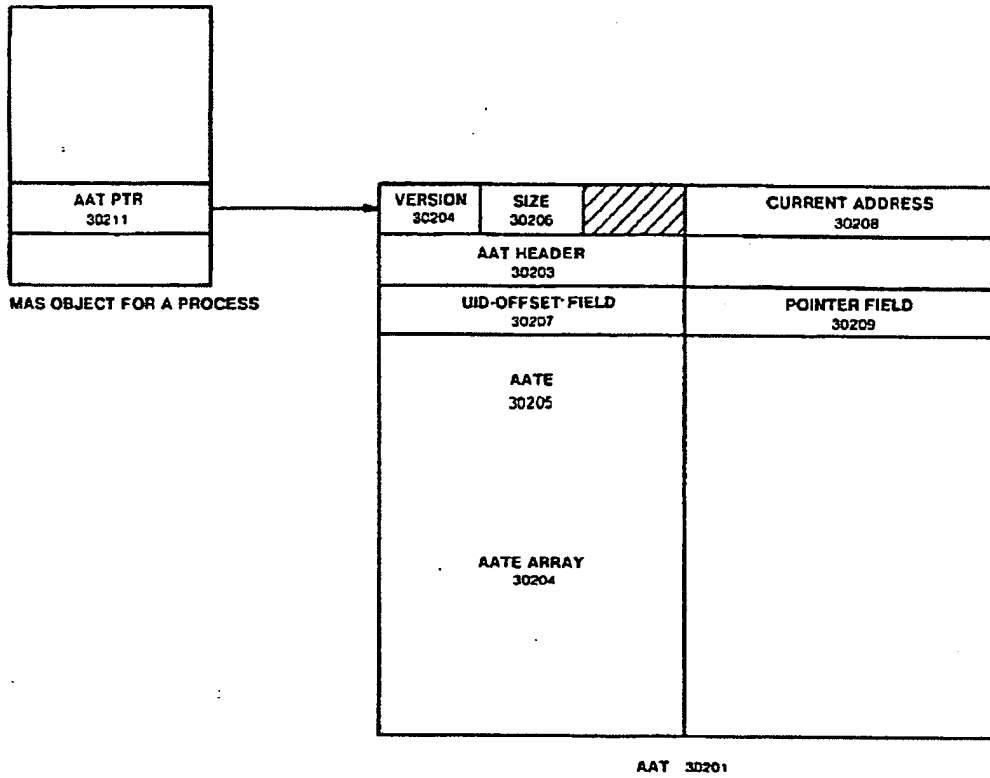 AAT PTR
30211
MAS OBJECT FOR A PROCESS
VERSION
30204
SIZE
30206
CURRENT ADDRESS
30208
AAT HEADER
30203
UID-OFFSET FIELD
30207
POINTER FIELD
30209
AATE
30205
AATE ARRAY
30204
AAT 30201